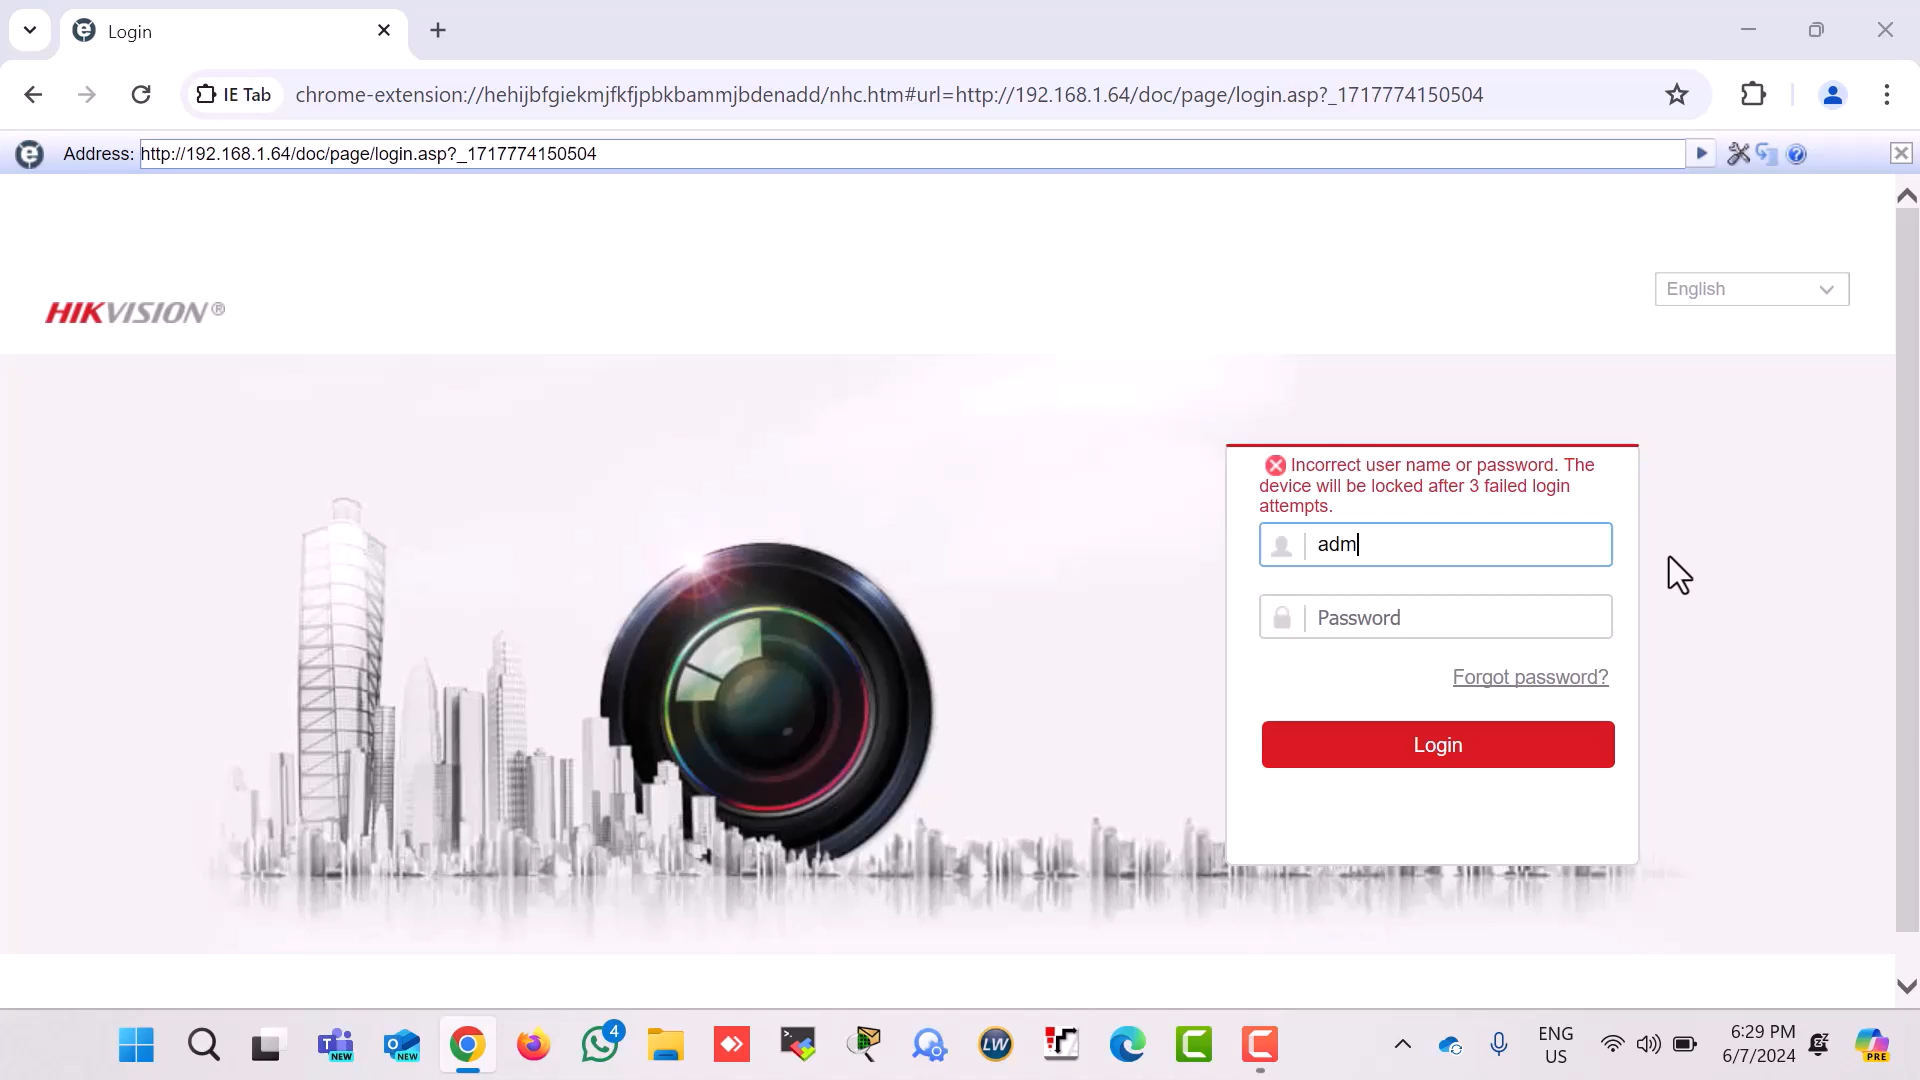 Login
IE Tab
chrome-extension://hehijbfgiekmjfkfjpbkbammjbdenadd/nhc.htm#url=http://192.168.1.64/doc/page/login.asp?_1717774150504
Address: http://192.168.1.64/doc/page/login.asp?_1717774150504
English
HIKVISION®
Incorrect user name or password. The
device will be locked after 3 failed login
attempts.
adm
Password
Forgot password?
Login
NEW
NEW
4
LW
ENG
US
6:29 PM
6/7/2024
PRE